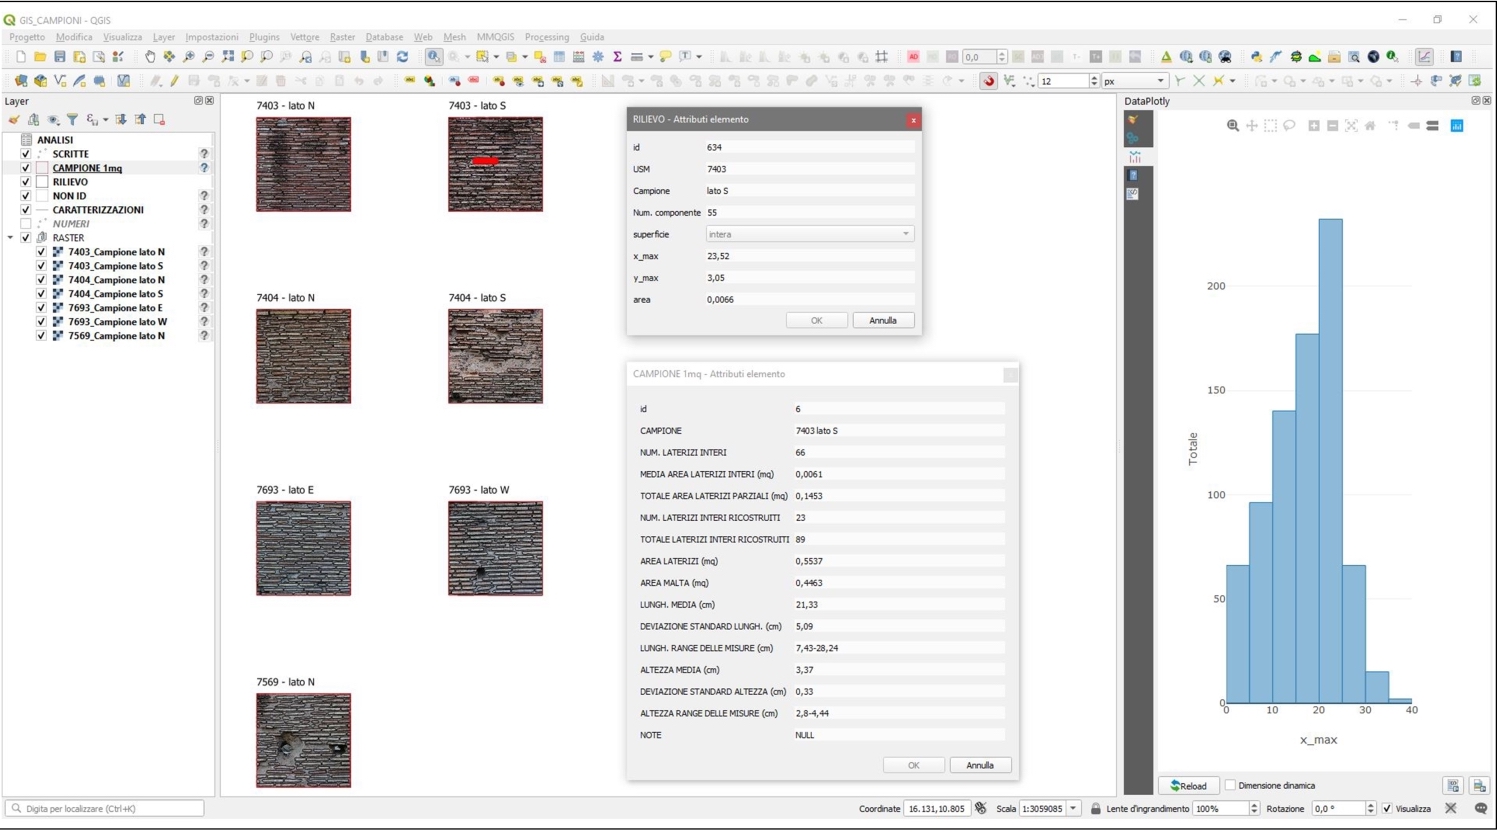 GIS_CAMPIONI - QGIS
Progetto Modifica Visualizza Layer Impostazioni Plugins Vettore Raster Database Web Mesh MMQGIS Processing Guida
0,0
12 px
Layer
ANALISI
SCRITTE ?
CAMPIONE 1mq ?
RILIEVO
NON ID ?
CARATTERIZZAZIONI ?
NUMERI ?
RASTER
7403_Campione lato N ?
7403_Campione lato S ?
7404_Campione lato N ?
7404_Campione lato S ?
7693_Campione lato E ?
7693_Campione lato W ?
7569_Campione lato N ?
7403 - lato N
7403 - lato S
7404 - lato N
7404 - lato S
7693 - lato E
7693 - lato W
7569 - lato N
RILIEVO - Attributi elemento
id 634
USM 7403
Campione lato S
Num. componente 55
superficie intera
x_max 23,52
y_max 3,05
area 0,0066
OK Annulla
CAMPIONE 1mq - Attributi elemento
id 6
CAMPIONE 7403 lato S
NUM. LATERIZI INTERI 66
MEDIA AREA LATERIZI INTERI (mq) 0,0061
TOTALE AREA LATERIZI PARZIALI (mq) 0,1453
NUM. LATERIZI INTERI RICOSTRUITI 23
TOTALE LATERIZI INTERI RICOSTRUITI 89
AREA LATERIZI (mq) 0,5537
AREA MALTA (mq) 0,4463
LUNGH. MEDIA (cm) 21,33
DEVIAZIONE STANDARD LUNGH. (cm) 5,09
LUNGH. RANGE DELLE MISURE (cm) 7,43-28,24
ALTEZZA MEDIA (cm) 3,37
DEVIAZIONE STANDARD ALTEZZA (cm) 0,33
ALTEZZA RANGE DELLE MISURE (cm) 2,8-4,44
NOTE NULL
OK Annulla
DataPlotly
200
150
100
50
0
Totale
0 10 20 30 40
x_max
Reload Dimensione dinamica
Digita per localizzare (Ctrl+K)
Coordinate 16.131,10.805 Scala 1:3059085 Lente d'ingrandimento 100% Rotazione 0,0 ° Visualizza